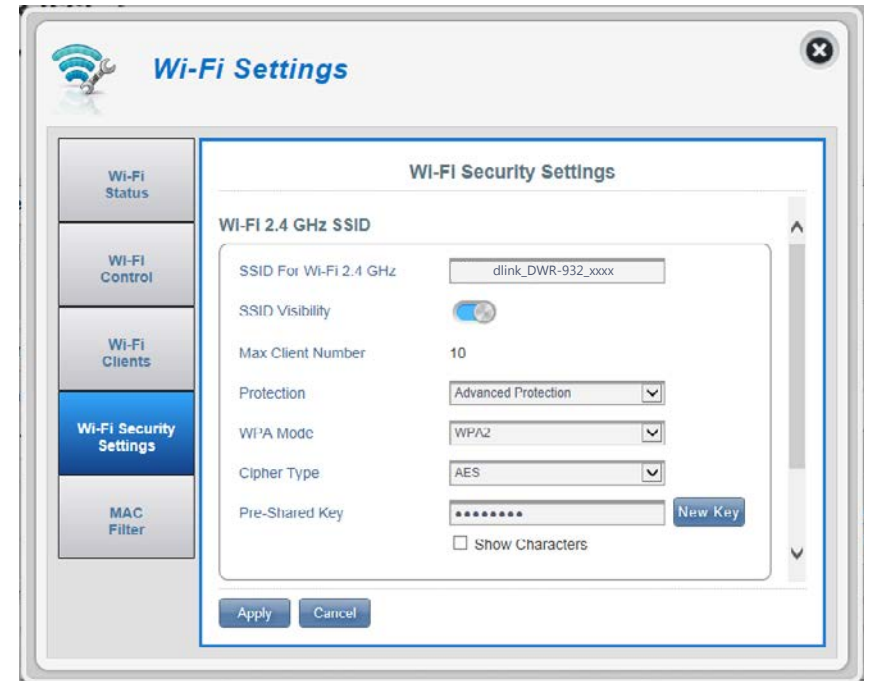 Wi-Fi Settings
Wi-Fi
Status
Wi-Fi
Control
Wi-Fi
Clients
Wi-Fi Security
Settings
MAC
Filter
Wi-Fi Security Settings
Wi-Fi 2.4 GHz SSID
SSID For Wi-Fi 2.4 GHz
dlink_DWR-932_xxxx
SSID Visibility
Max Client Number
10
Protection
Advanced Protection
WPA Mode
WPA2
Cipher Type
AES
Pre-Shared Key
••••••••
New Key
Show Characters
Apply
Cancel